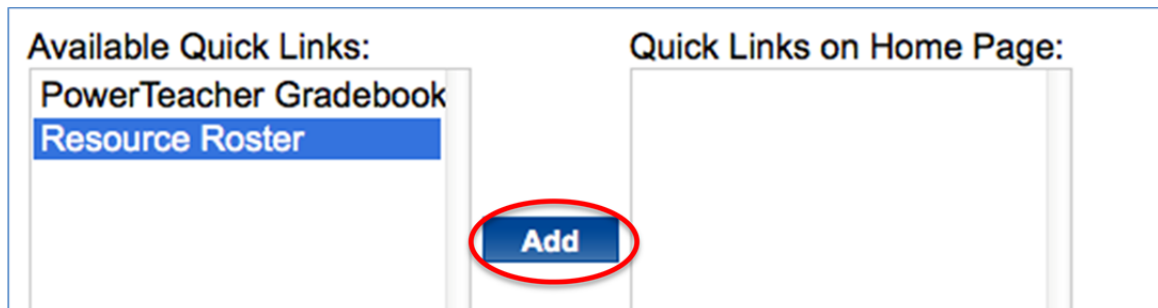 Available Quick Links:
Quick Links on Home Page:
PowerTeacher Gradebook
Resource Roster
Add